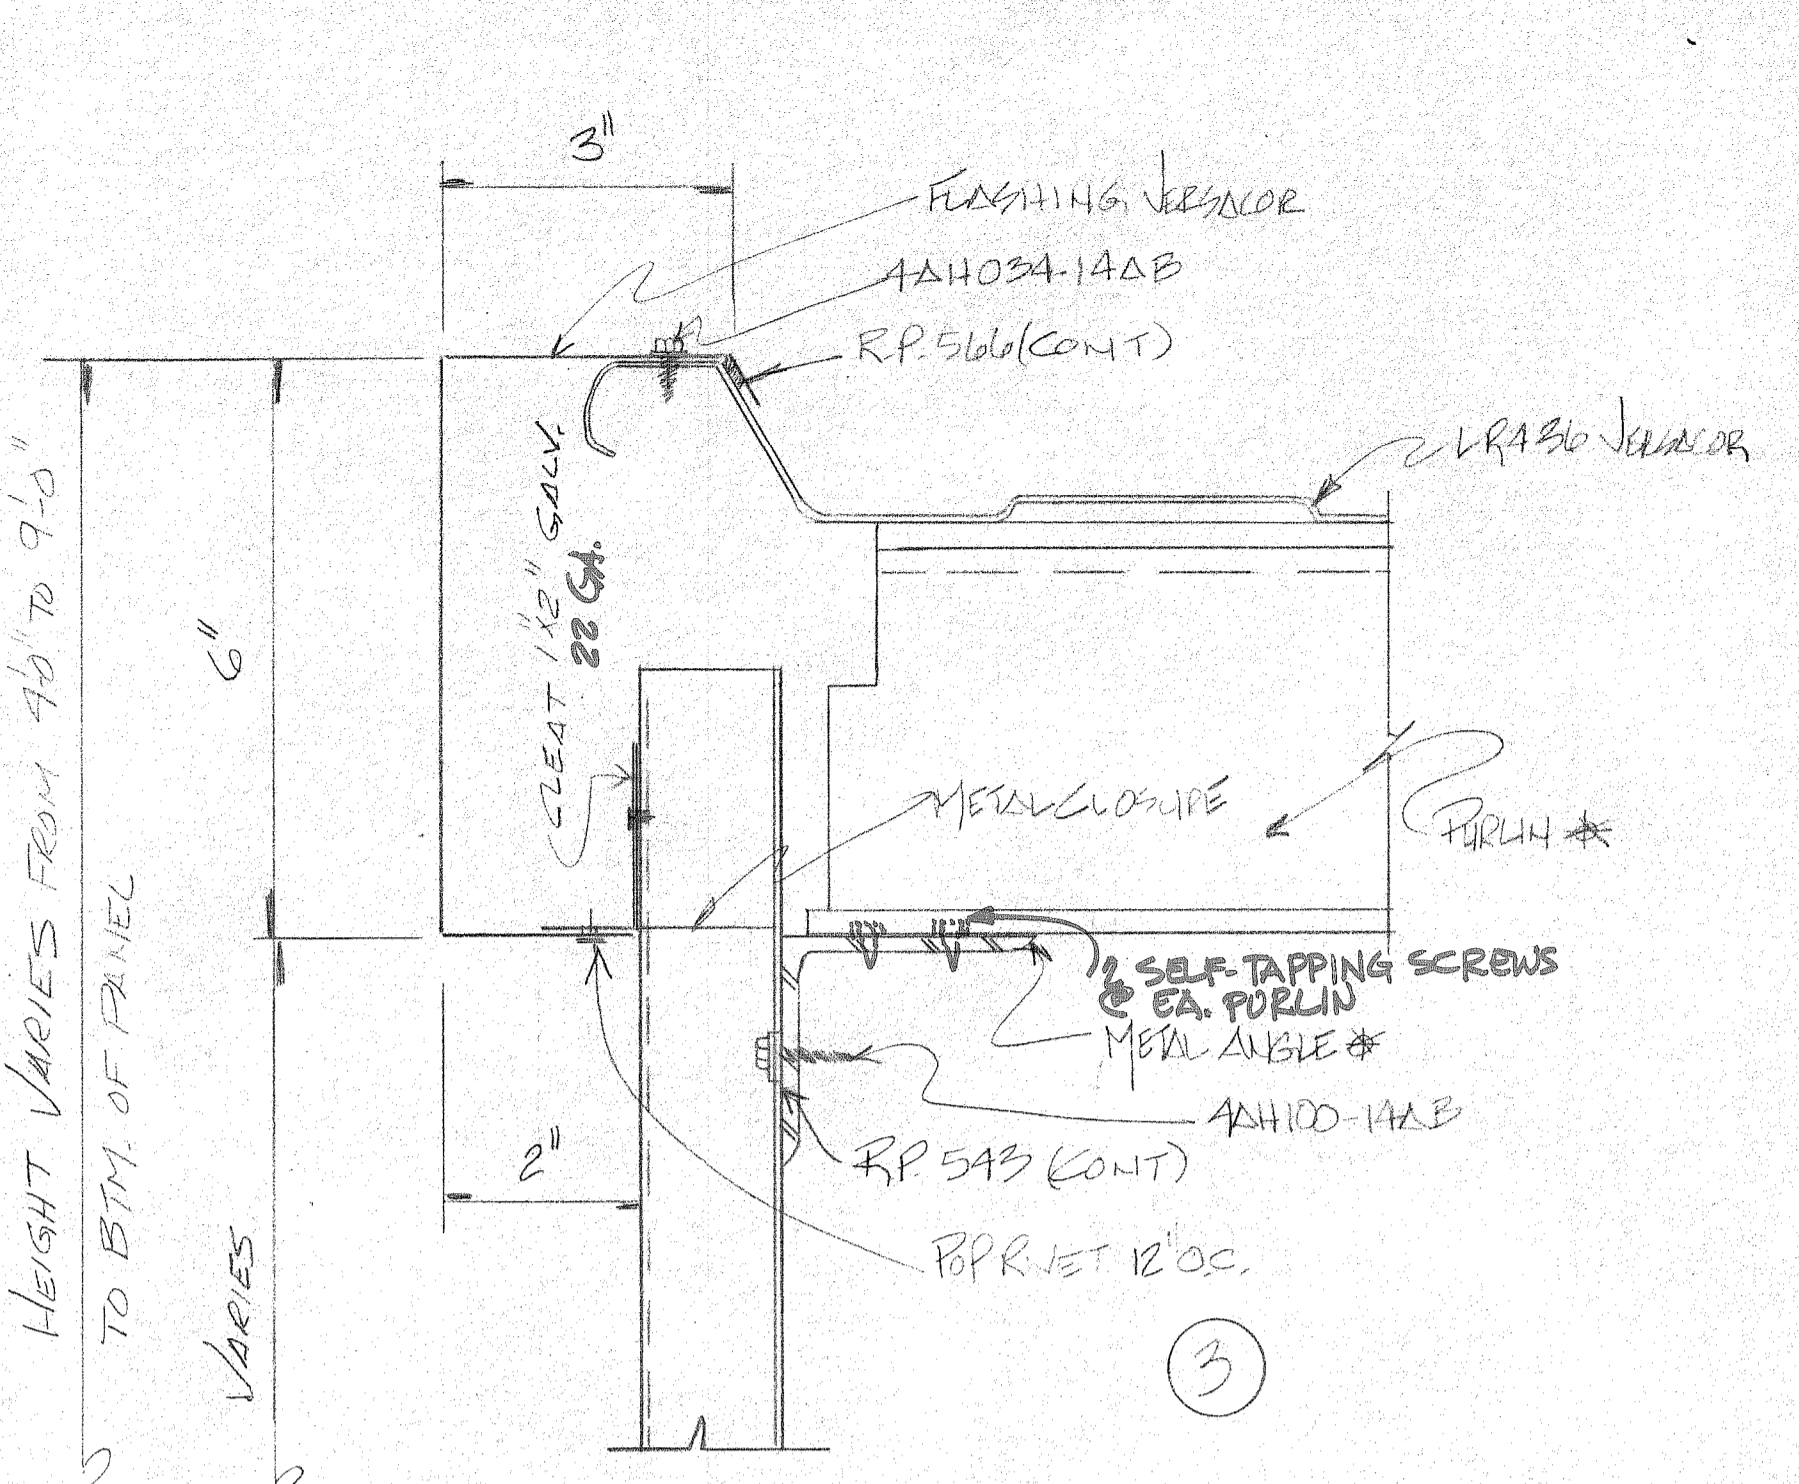 3"
FLASHING VERSACOR
4AH034-14AB
R.P. 566 (CONT)
LR436 VERSACOR
CLEAT 1"x2" GALV.
22 GA.
6"
HEIGHT VARIES FROM 4'-0" TO 9'-0"
TO BTM. OF PANEL
METAL CLOSURE
PURLIN *
2 SELF-TAPPING SCREWS
@ EA. PURLIN
METAL ANGLE *
4AH100-14AB
2"
R.P. 543 (CONT)
POP RIVET 12" O.C.
VARIES
3